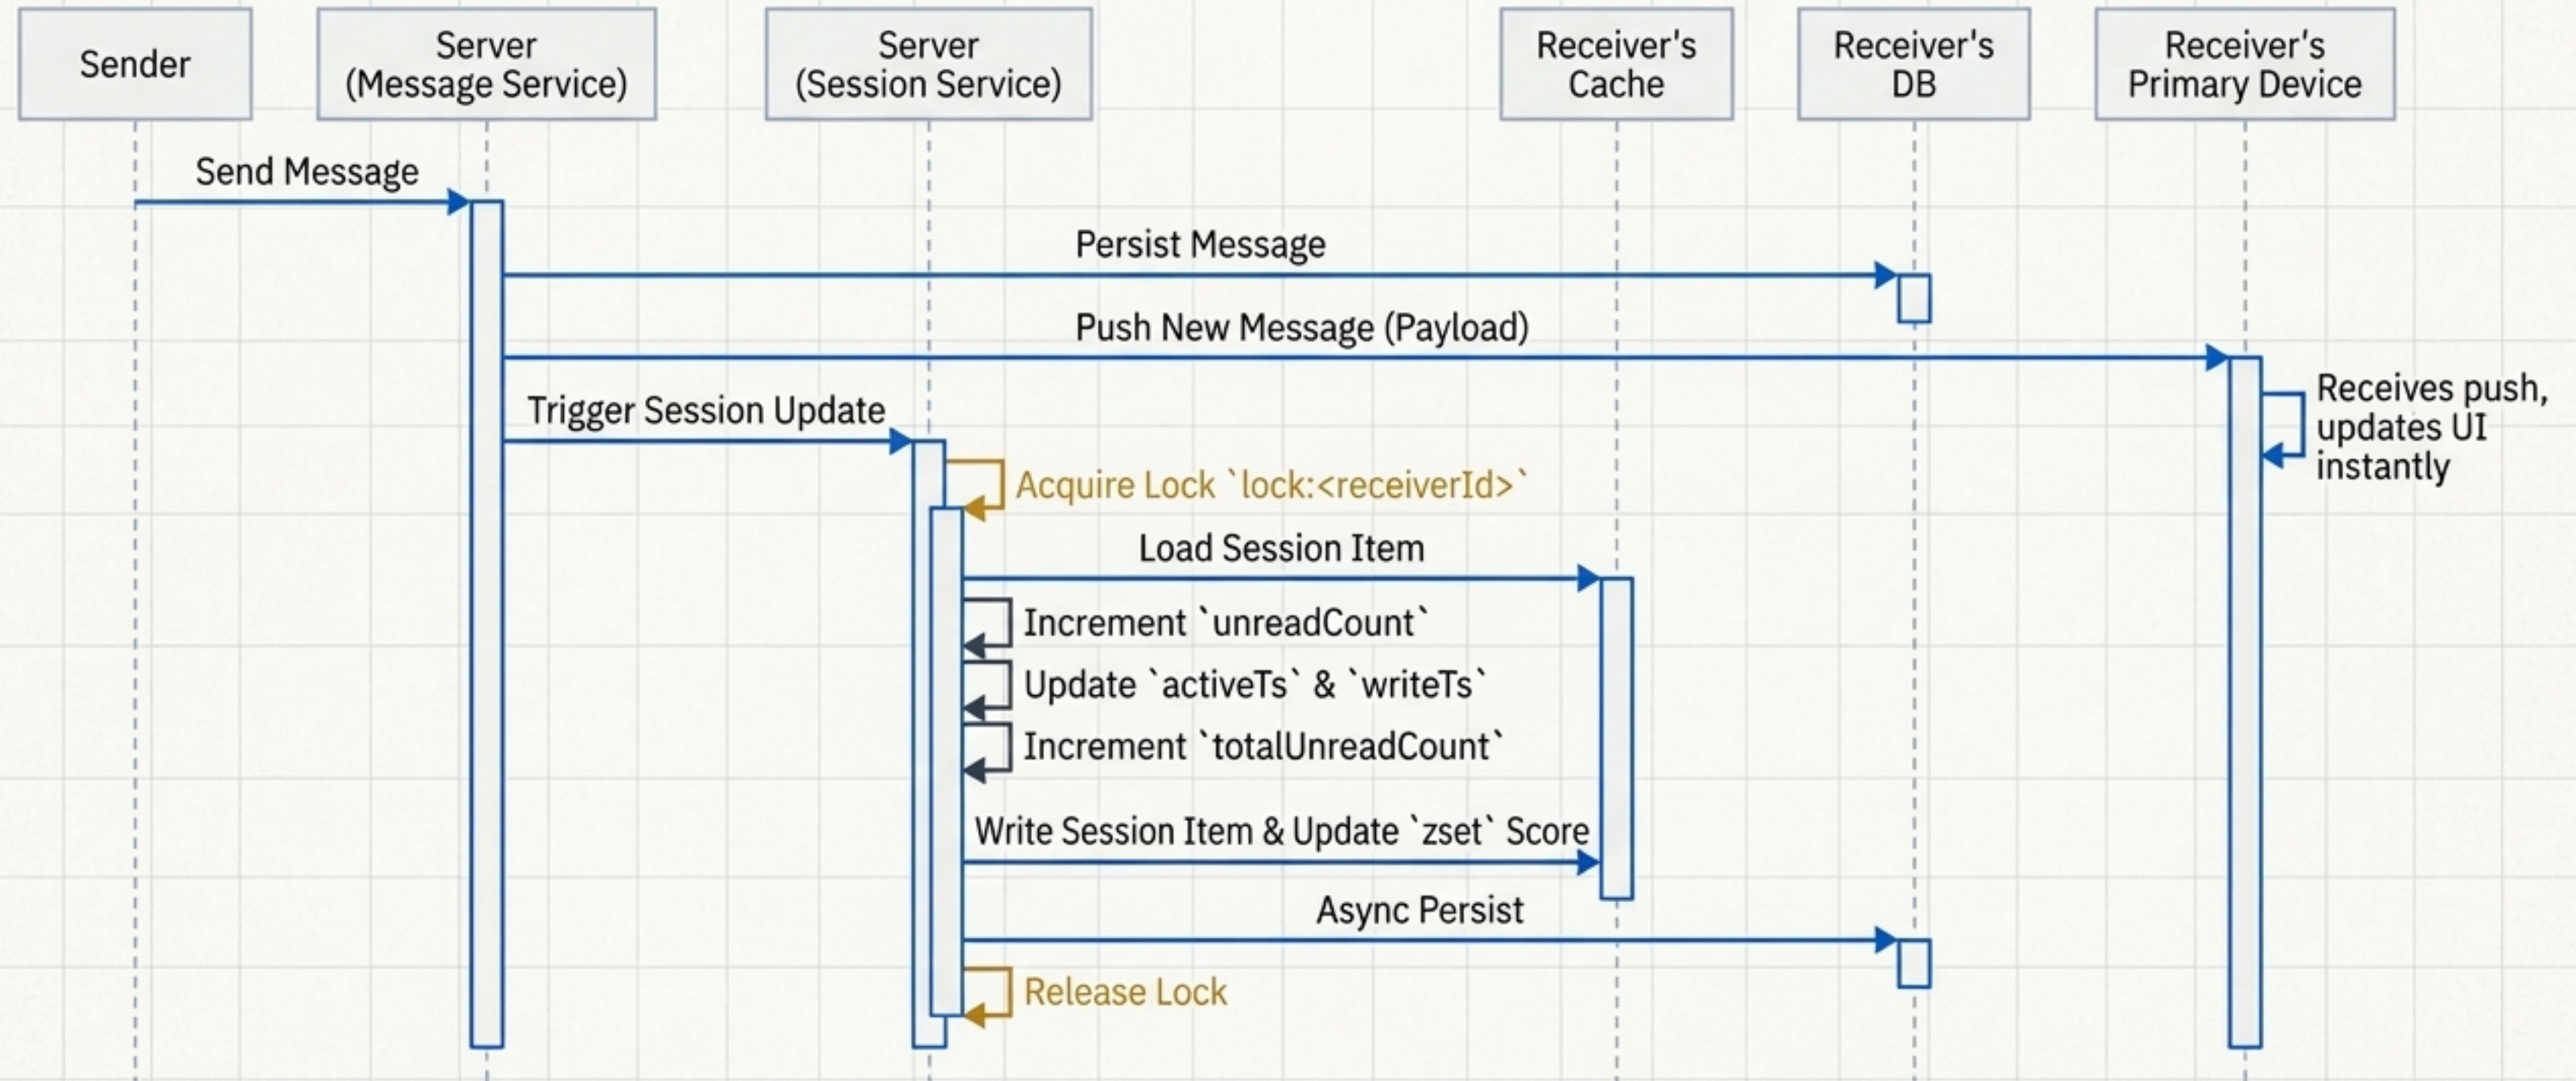 Sender
Server
(Message Service)
Server
(Session Service)
Receiver's
Cache
Receiver's
DB
Receiver's
Primary Device
Send Message
Persist Message
Push New Message (Payload)
Receives push,
updates UI
instantly
Trigger Session Update
Acquire Lock `lock:<receiverId>`
Load Session Item
Increment `unreadCount`
Update `activeTs` & `writeTs`
Increment `totalUnreadCount`
Write Session Item & Update `zset` Score
Async Persist
Release Lock